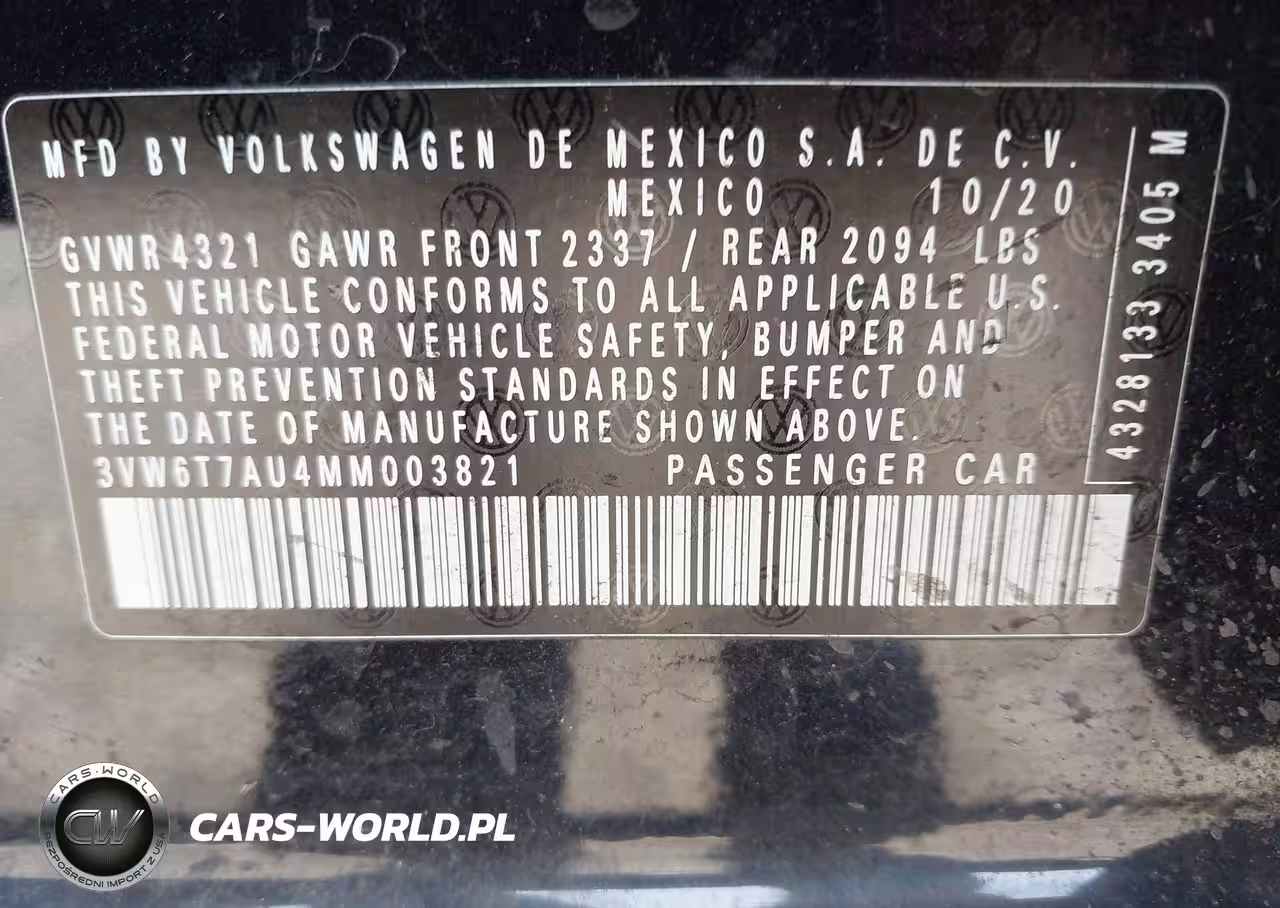 MFD BY VOLKSWAGEN DE MEXICO S.A. DE C.V.
MEXICO 10/20
GVWR 4321 GAWR FRONT 2337 / REAR 2094 LBS
THIS VEHICLE CONFORMS TO ALL APPLICABLE U.S.
FEDERAL MOTOR VEHICLE SAFETY, BUMPER AND
THEFT PREVENTION STANDARDS IN EFFECT ON
THE DATE OF MANUFACTURE SHOWN ABOVE.
3VW6T7AU4MM003821 PASSENGER CAR
4328133 3405 M
CARS-WORLD
CW
BEZPOŚREDNI IMPORT Z USA
CARS-WORLD.PL